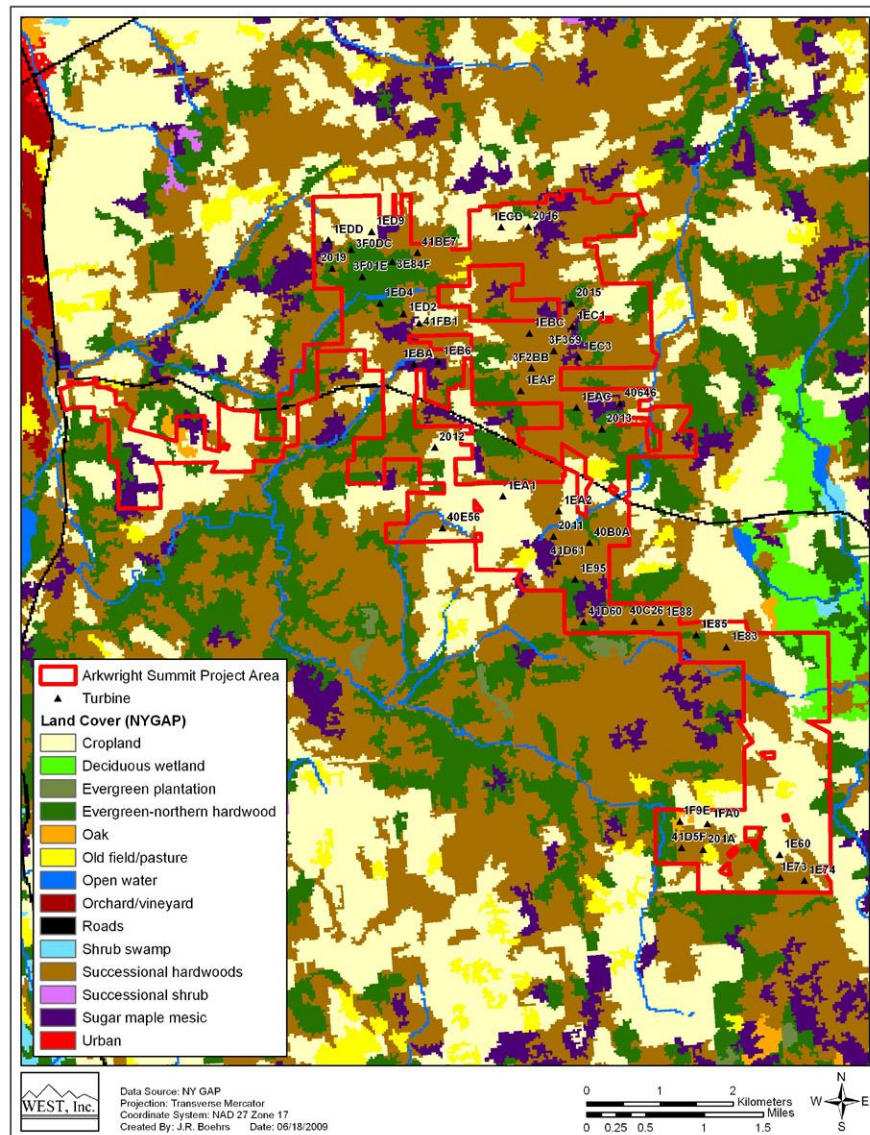 1ED9
1EDD
3F0DC
41BE7
2019
3F01E
3E84F
1ECD
2016
1ED4
1ED2
41FB1
2015
1EC1
1EBC
3F369
1EC3
3F2BB
1EBA
1EB6
1EAF
1EAC
40646
2013
2012
1EA1
1EA2
40E56
2011
40B0A
41D61
1E95
41D60
40C26
1E88
1E85
1E83
1F9E
1FA0
41D5F
201A
1E60
1E73
1E74
Arkwright Summit Project Area
Turbine
Land Cover (NYGAP)
Cropland
Deciduous wetland
Evergreen plantation
Evergreen-northern hardwood
Oak
Old field/pasture
Open water
Orchard/vineyard
Roads
Shrub swamp
Successional hardwoods
Successional shrub
Sugar maple mesic
Urban
WEST, Inc.
Data Source: NY GAP
Projection: Transverse Mercator
Coordinate System: NAD 27 Zone 17
Created By: J.R. Boehrs Date: 06/18/2009
0 1 2
Kilometers
Miles
0 0.25 0.5 1 1.5
N
W E
S